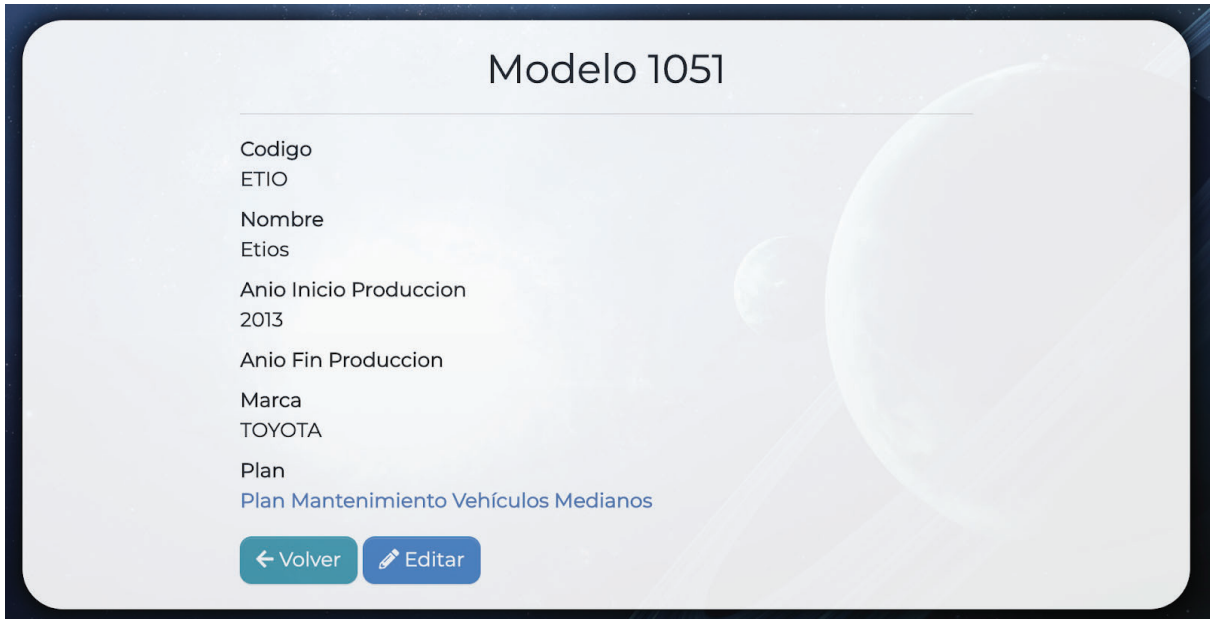 Modelo 1051
Codigo
ETIO
Nombre
Etios
Anio Inicio Produccion
2013
Anio Fin Produccion
Marca
TOYOTA
Plan
Plan Mantenimiento Vehículos Medianos
Volver Editar